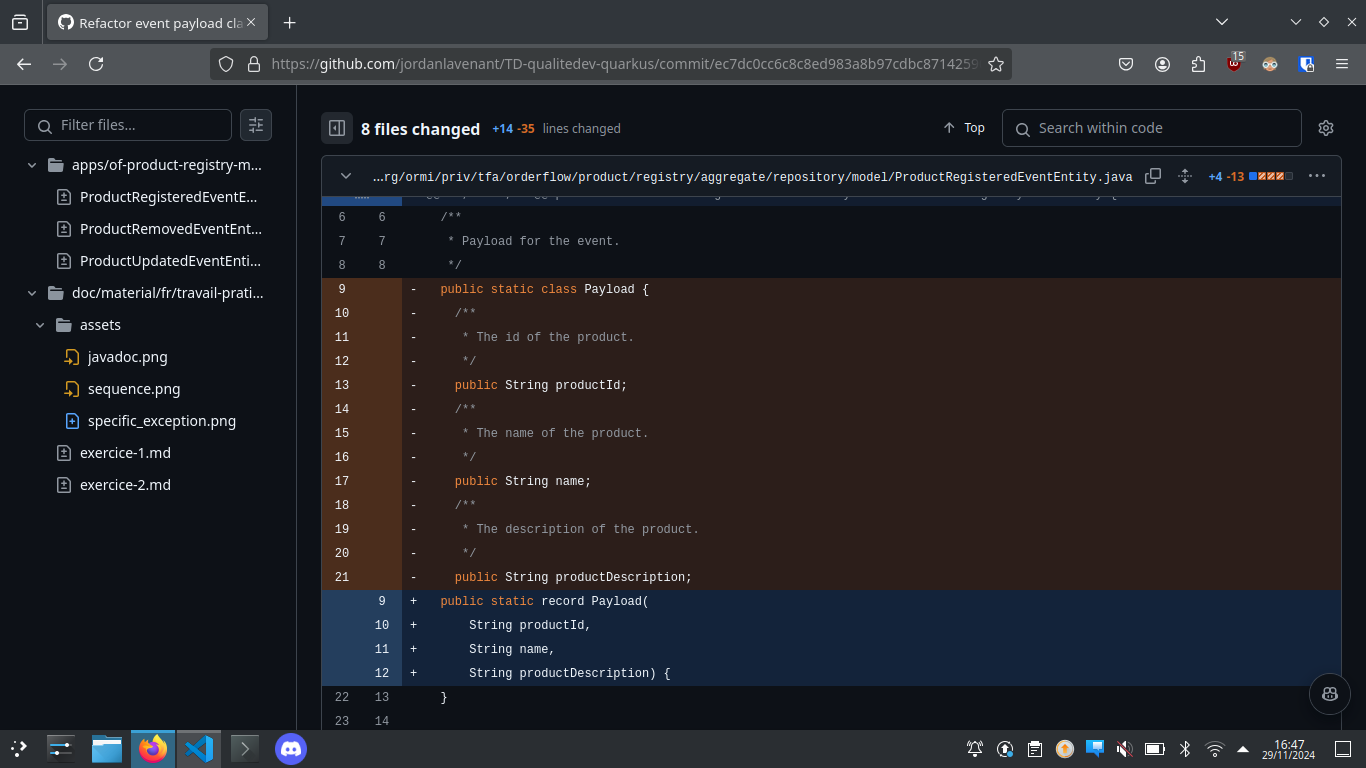 Refactor event payload cla
https://github.com/jordanlavenant/TD-qualitedev-quarkus/commit/ec7dc0cc6c8c8ed983a8b97cdbc8714259
15
Filter files...
8 files changed
+14 -35 lines changed
Top
Search within code
apps/of-product-registry-m...
ProductRegisteredEventE...
ProductRemovedEventEnt...
ProductUpdatedEventEnti...
doc/material/fr/travail-prati...
assets
javadoc.png
sequence.png
specific_exception.png
exercice-1.md
exercice-2.md
...rg/ormi/priv/tfa/orderflow/product/registry/aggregate/repository/model/ProductRegisteredEventEntity.java
+4 -13
6 6 /**
7 7 * Payload for the event.
8 8 */
9 - public static class Payload {
10 - /**
11 - * The id of the product.
12 - */
13 - public String productId;
14 - /**
15 - * The name of the product.
16 - */
17 - public String name;
18 - /**
19 - * The description of the product.
20 - */
21 - public String productDescription;
9 + public static record Payload(
10 + String productId,
11 + String name,
12 + String productDescription) {
22 13 }
23 14
16:47
29/11/2024